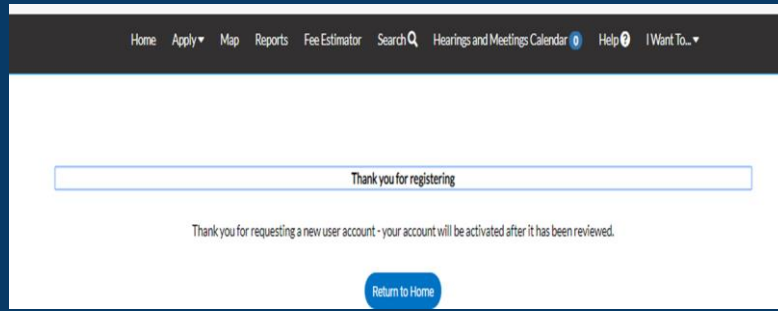 Home Apply Map Reports Fee Estimator Search Hearings and Meetings Calendar 0 Help ? I Want To...
Thank you for registering
Thank you for requesting a new user account - your account will be activated after it has been reviewed.
Return to Home